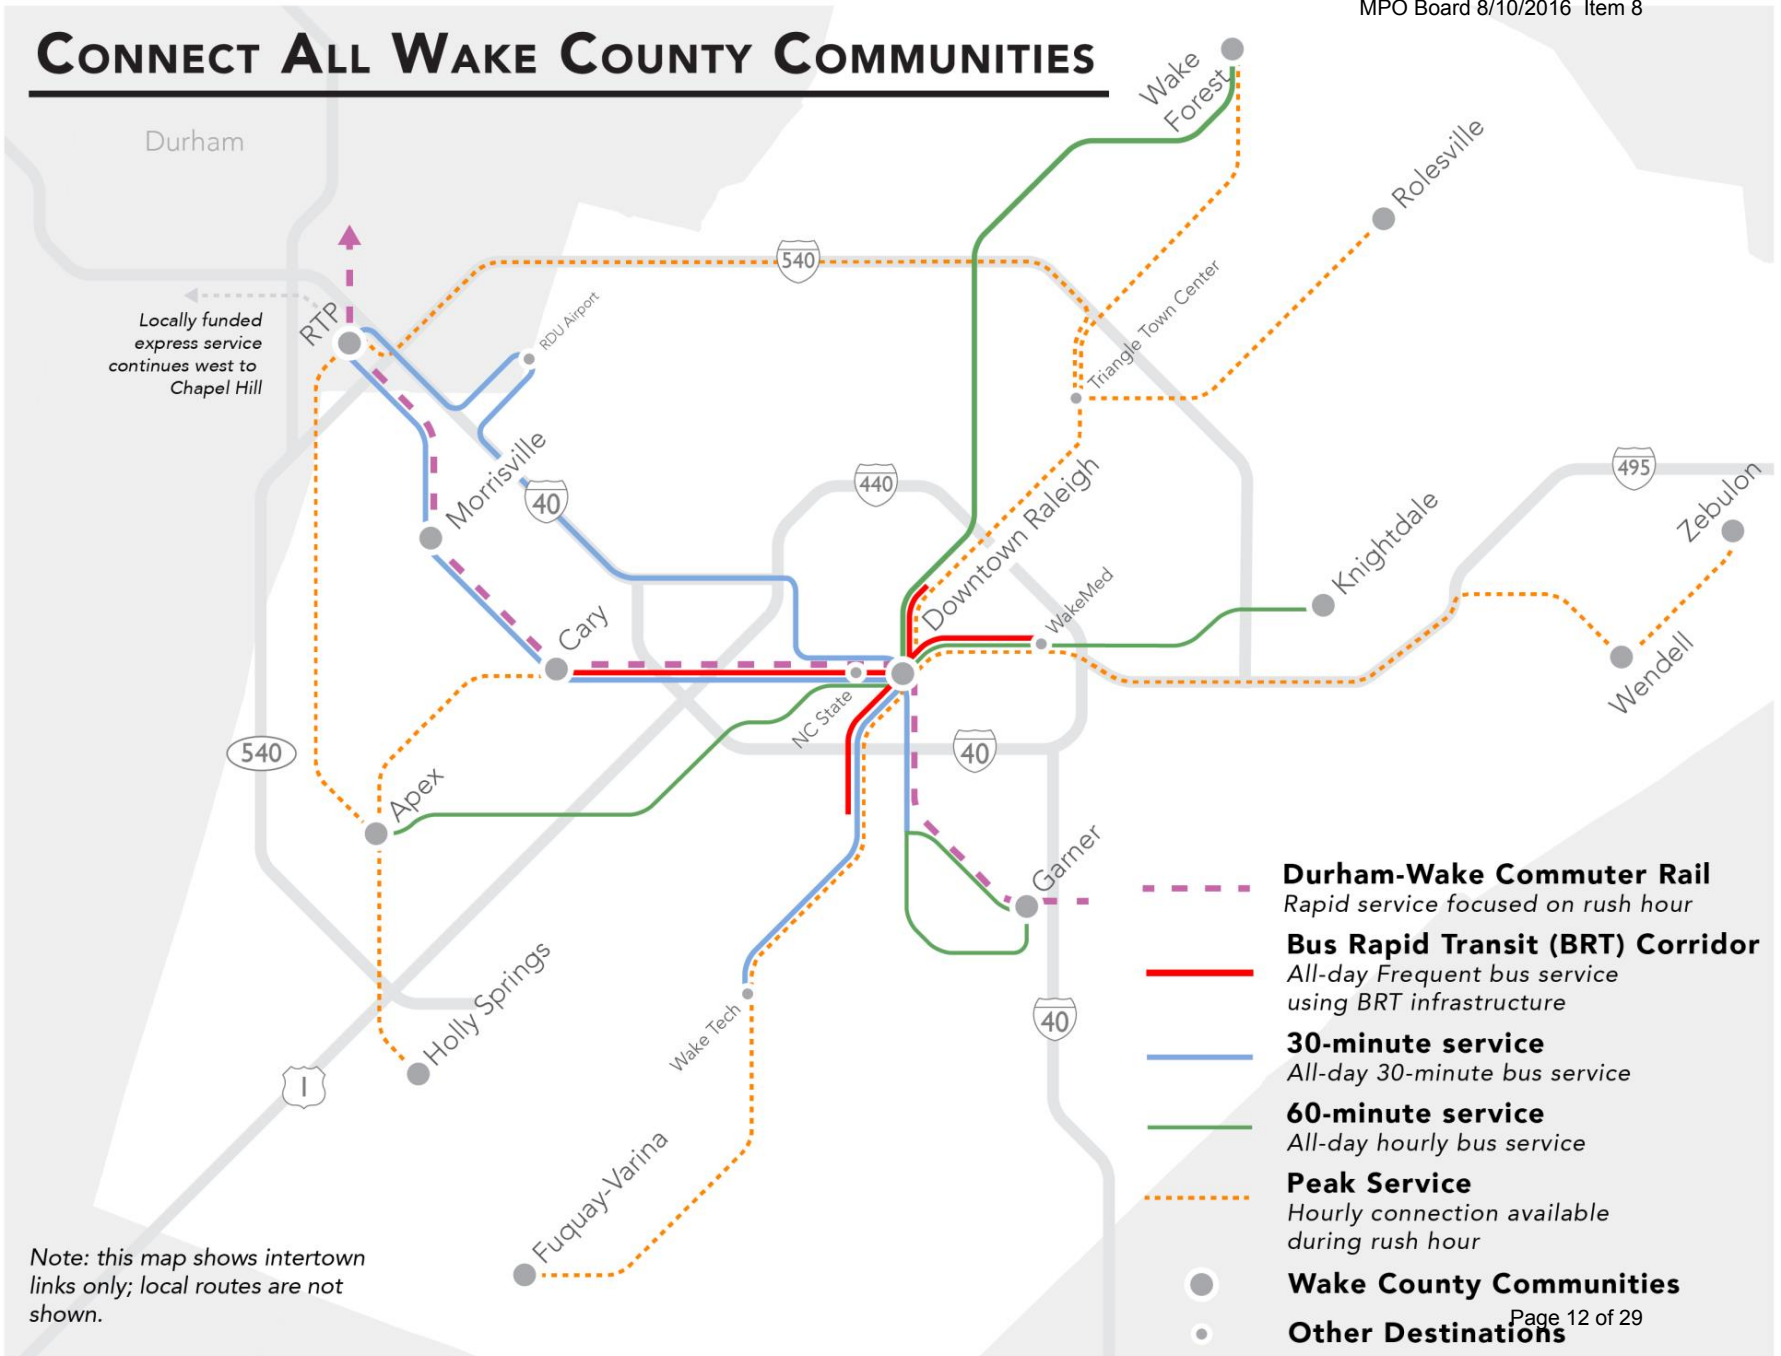 MPO Board 8/10/2016 Item 8
CONNECT ALL WAKE COUNTY COMMUNITIES
Durham
Wake
Forest
Rolesville
540
RTP
RDU Airport
Locally funded
express service
continues west to
Chapel Hill
Triangle Town Center
Morrisville
40
440
Downtown Raleigh
495
Zebulon
Knightdale
WakeMed
Cary
NC State
Wendell
540
40
Apex
Garner
Holly Springs
Wake Tech
40
1
Fuquay-Varina
Durham-Wake Commuter Rail
Rapid service focused on rush hour
Bus Rapid Transit (BRT) Corridor
All-day Frequent bus service
using BRT infrastructure
30-minute service
All-day 30-minute bus service
60-minute service
All-day hourly bus service
Peak Service
Hourly connection available
during rush hour
Wake County Communities
Other Destinations
Note: this map shows intertown
links only; local routes are not
shown.
Page 12 of 29